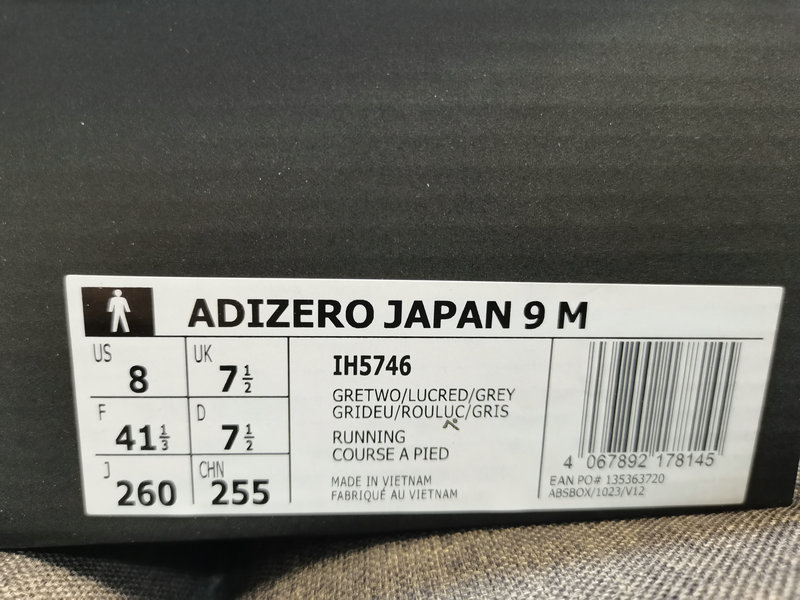 ADIZERO JAPAN 9 M
US 8
UK 7 1/2
F 41 1/3
D 7 1/2
J 260
CHN 255
IH5746
GRETWO/LUCRED/GREY
GRIDEU/ROULUC/GRIS
RUNNING
COURSE A PIED
MADE IN VIETNAM
FABRIQUÉ AU VIETNAM
4 067892 178145
EAN PO# 135363720
ABSBOX/1023/V12